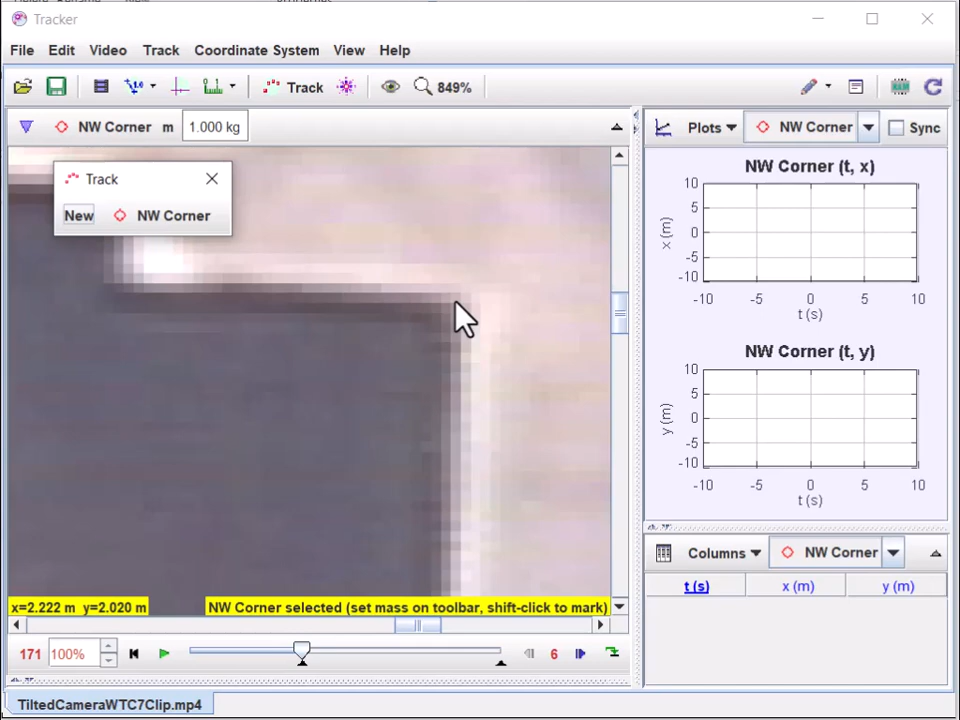 Tracker
File Edit Video Track Coordinate System View Help
Track 849%
NW Corner m 1.000 kg
Plots NW Corner Sync
Track
New NW Corner
NW Corner (t, x)
10
5
0
-5
-10
x (m)
-10 -5 0 5 10
t (s)
NW Corner (t, y)
10
5
0
-5
-10
y (m)
-10 -5 0 5 10
t (s)
Columns NW Corner
t (s) x (m) y (m)
x=2.222 m y=2.020 m
NW Corner selected (set mass on toolbar, shift-click to mark)
171 100% 6
TiltedCameraWTC7Clip.mp4